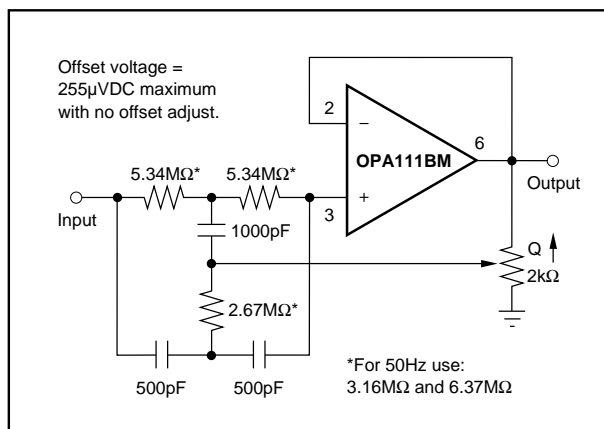 Offset voltage =
255µVDC maximum
with no offset adjust.
2
−
6
OPA111BM
5.34MΩ*
5.34MΩ*
+
3
Output
Input
1000pF
Q
2kΩ
2.67MΩ*
*For 50Hz use:
3.16MΩ and 6.37MΩ
500pF
500pF